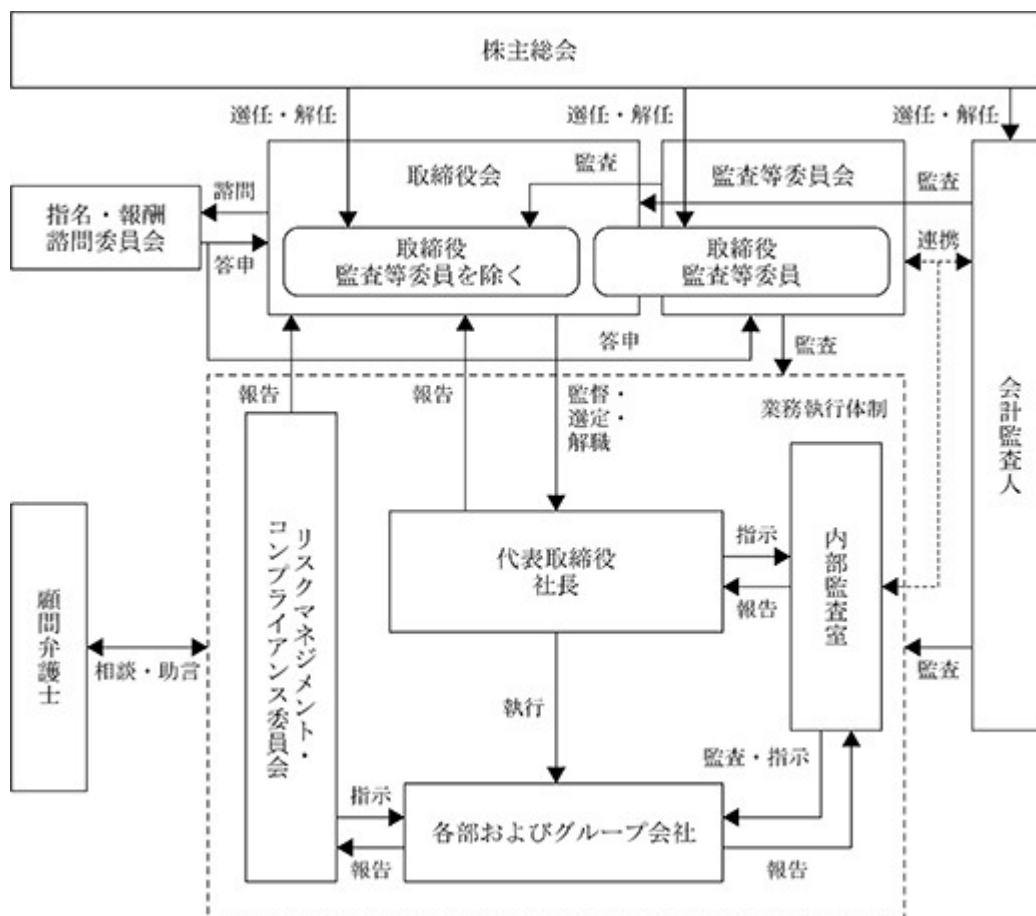 株主総会
選任・解任
選任・解任
選任・解任
取締役会
監査
監査等委員会
監査
諮問
指名・報酬
諮問委員会
答申
取締役
監査等委員を除く
取締役
監査等委員
連携
答申
監査
報告
報告
監督・
選定・
解職
業務執行体制
会計監査人
リスクマネジメント・
コンプライアンス委員会
代表取締役
社長
指示
報告
内部監査室
顧問弁護士
相談・助言
監査
執行
監査・指示
指示
各部およびグループ会社
報告
報告